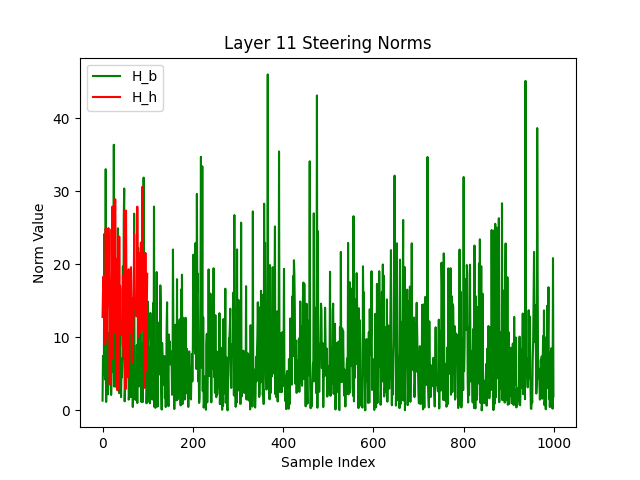 Layer 11 Steering Norms
H_b
H_h
Norm Value
40
30
20
10
0
0 200 400 600 800 1000
Sample Index